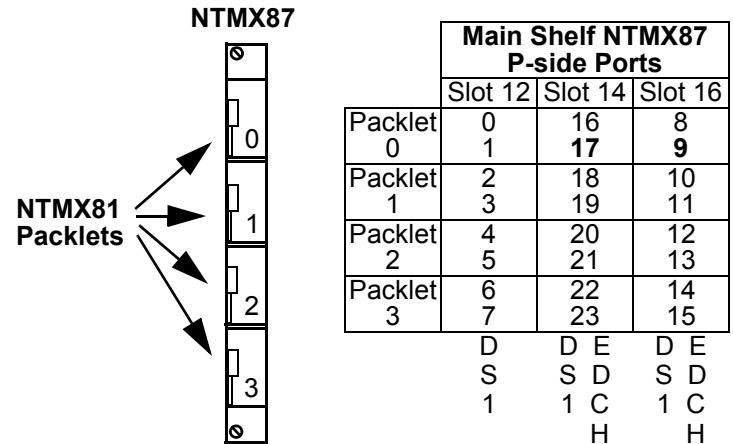 NTMX87
0
1
2
3
NTMX81
Packlets
Main Shelf NTMX87
P-side Ports
Slot 12 Slot 14 Slot 16
Packlet 0 16 8
0 1 17 9
Packlet 2 18 10
1 3 19 11
Packlet 4 20 12
2 5 21 13
Packlet 6 22 14
3 7 23 15
D D E D E
S S D S D
1 1 C 1 C
H H